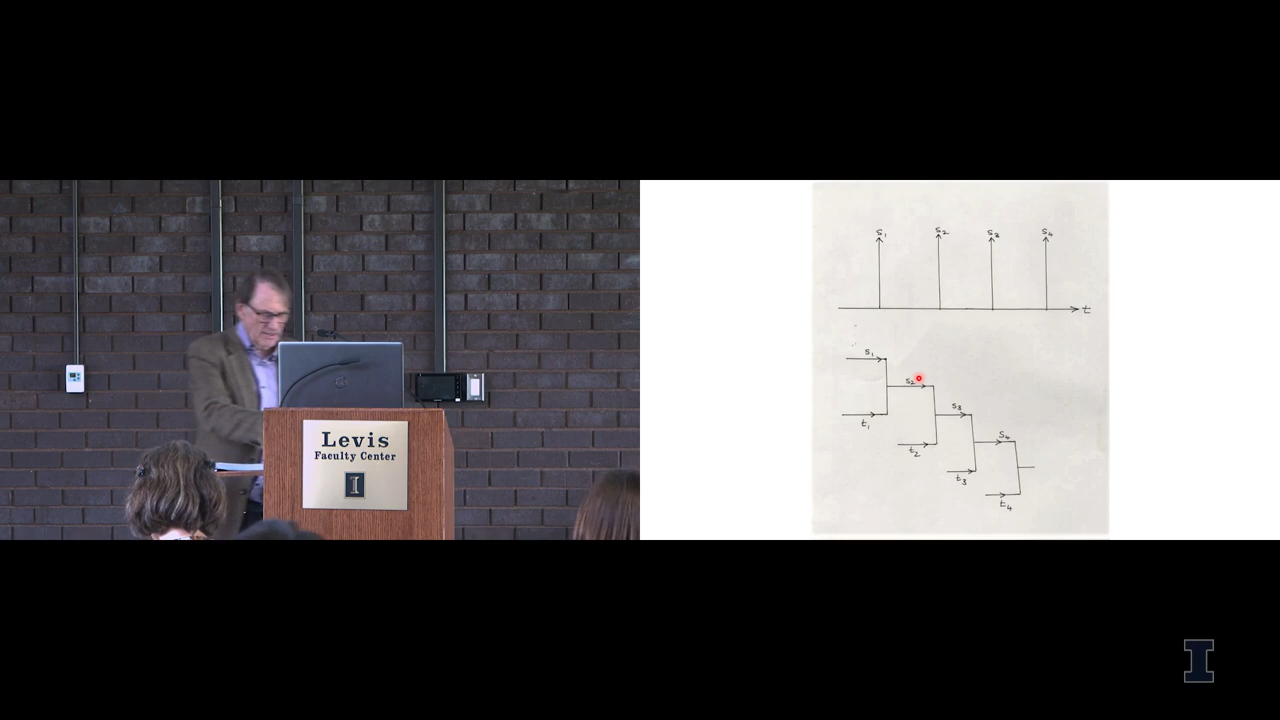 Levis
Faculty Center
I
S1 S2 S3 S4
t
S1
S2
t1
S3
t2
S4
t3
t4
I